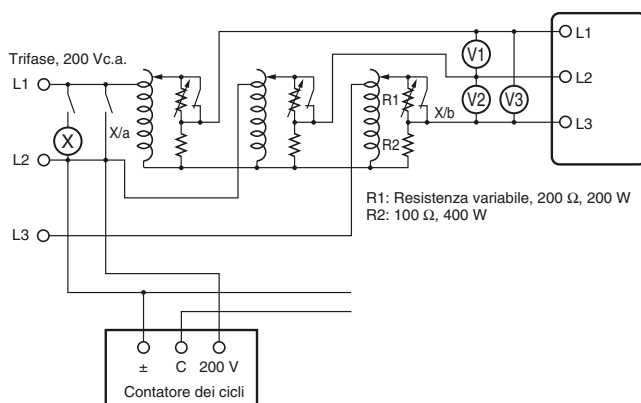 Trifase, 200 Vc.a.
L1
L2
L3
X
X/a
R1
R2
X/b
V1
V2
V3
L1
L2
L3
R1: Resistenza variabile, 200 Ω, 200 W
R2: 100 Ω, 400 W
± C 200 V
Contatore dei cicli